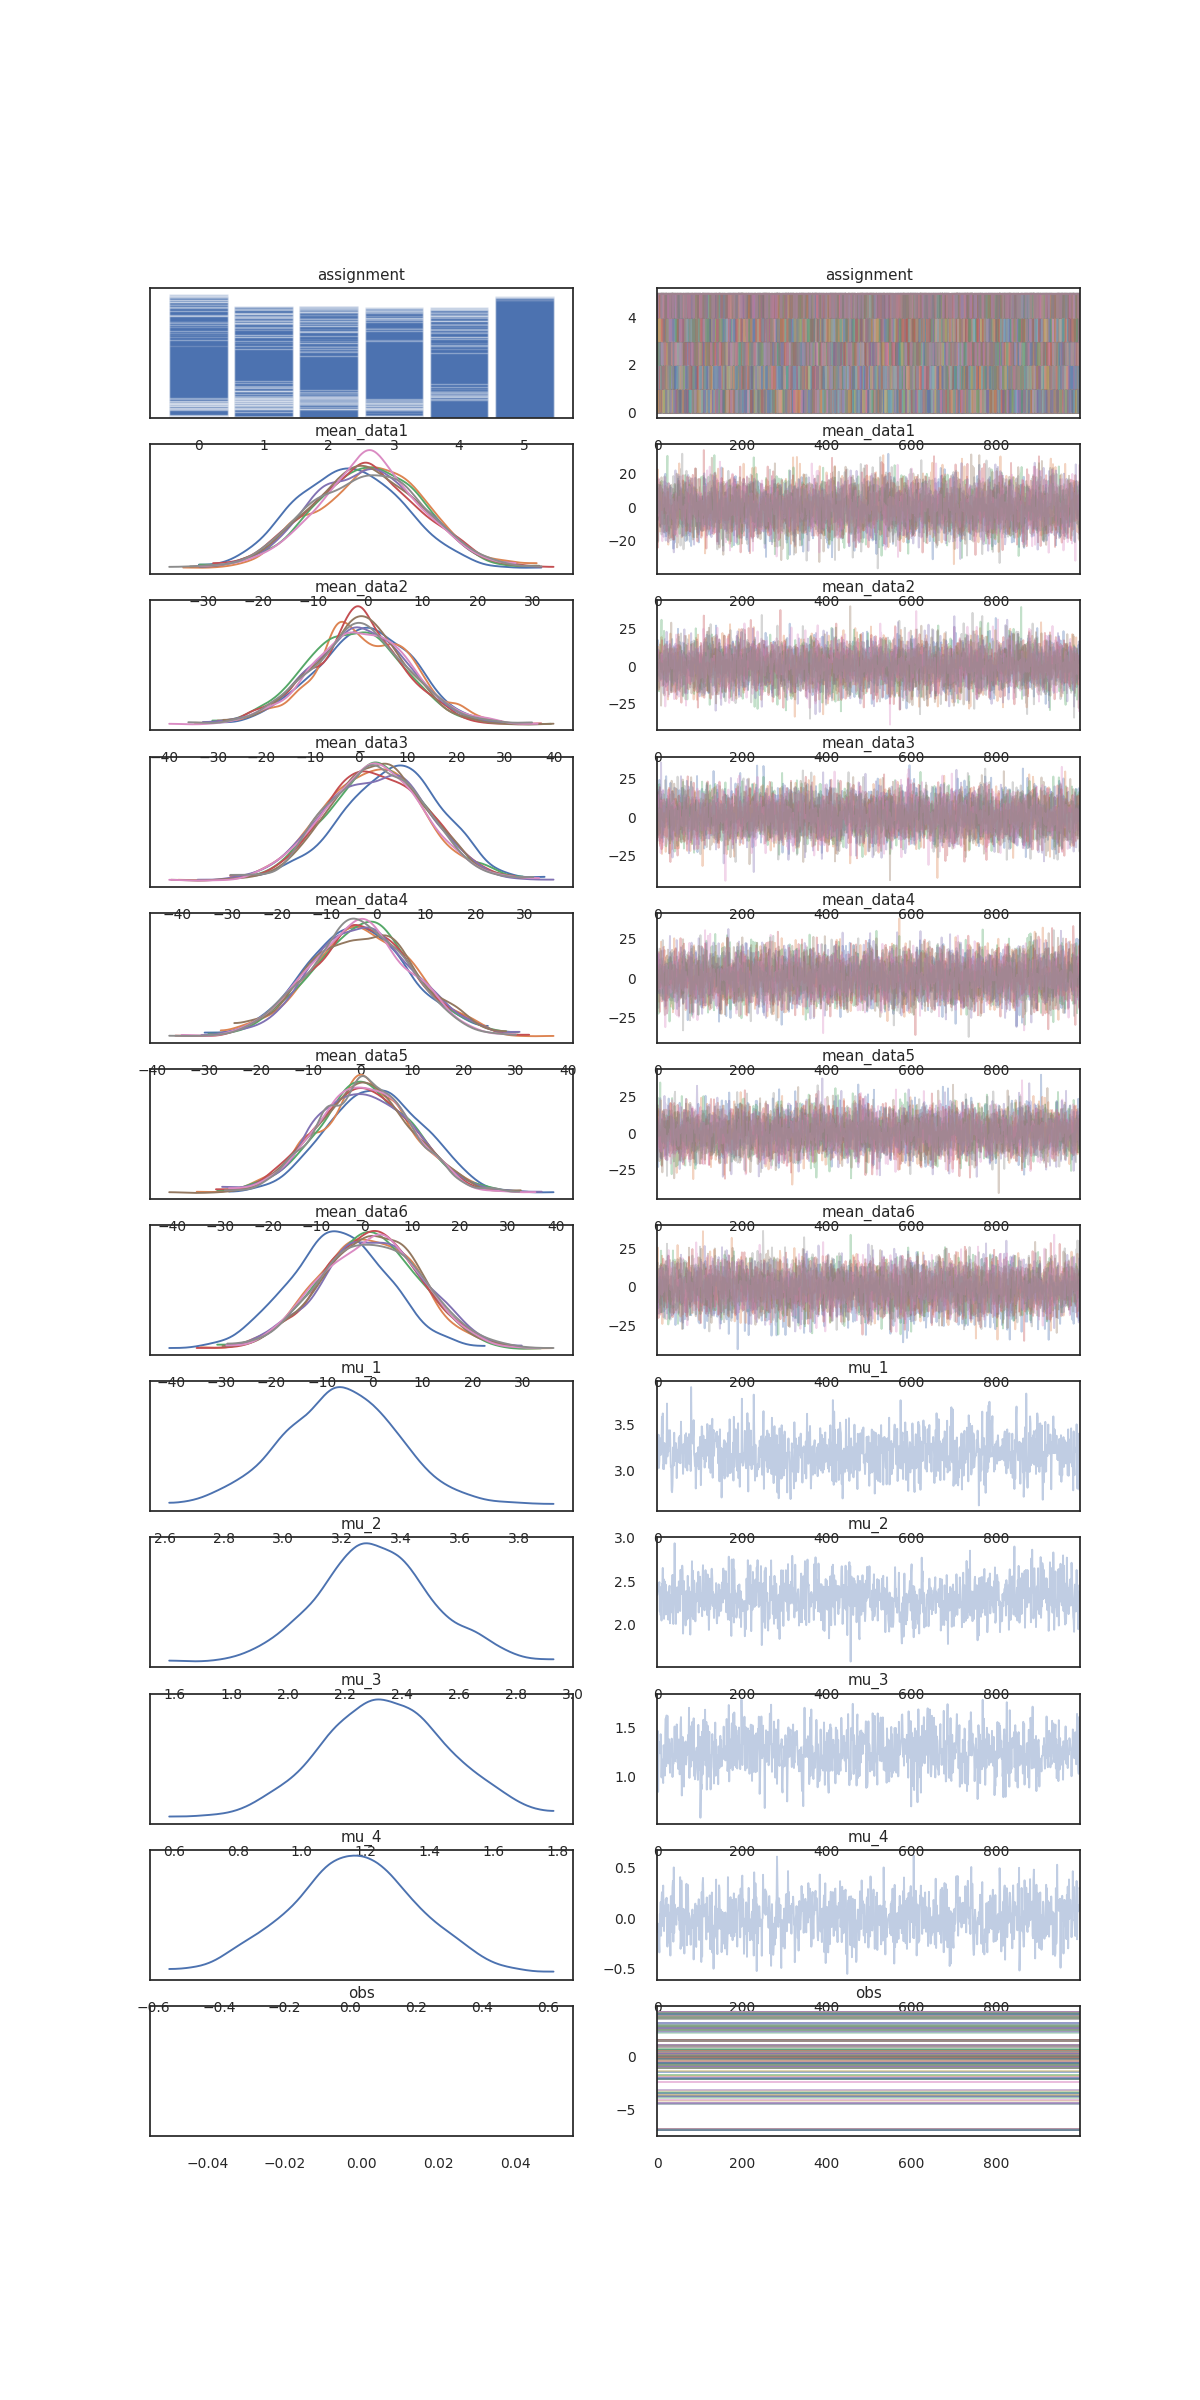 assignment assignment
4
2
0
0 1 2 3 4 5 0 200 400 600 800
mean_data1 mean_data1
20
0
−20
−30 −20 −10 0 10 20 30 0 200 400 600 800
mean_data2 mean_data2
25
0
−25
−40 −30 −20 −10 0 10 20 30 40 0 200 400 600 800
mean_data3 mean_data3
25
0
−25
−40 −30 −20 −10 0 10 20 30 0 200 400 600 800
mean_data4 mean_data4
25
0
−25
−40 −30 −20 −10 0 10 20 30 40 0 200 400 600 800
mean_data5 mean_data5
25
0
−25
−40 −30 −20 −10 0 10 20 30 40 0 200 400 600 800
mean_data6 mean_data6
25
0
−25
−40 −30 −20 −10 0 10 20 30 0 200 400 600 800
mu_1 mu_1
3.5
3.0
2.6 2.8 3.0 3.2 3.4 3.6 3.8 0 200 400 600 800
mu_2 mu_2
3.0
2.5
2.0
1.6 1.8 2.0 2.2 2.4 2.6 2.8 3.0 0 200 400 600 800
mu_3 mu_3
1.5
1.0
0.6 0.8 1.0 1.2 1.4 1.6 1.8 0 200 400 600 800
mu_4 mu_4
0.5
0.0
−0.5
−0.6 −0.4 −0.2 0.0 0.2 0.4 0.6 0 200 400 600 800
obs obs
0
−5
−0.04 −0.02 0.00 0.02 0.04 0 200 400 600 800